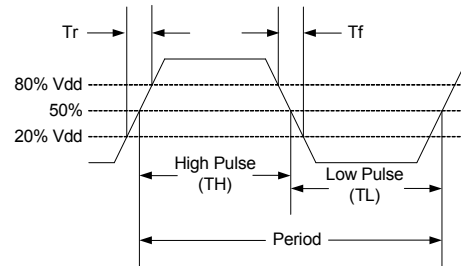 Tr
Tf
80% Vdd
50%
20% Vdd
High Pulse
(TH)
Low Pulse
(TL)
Period